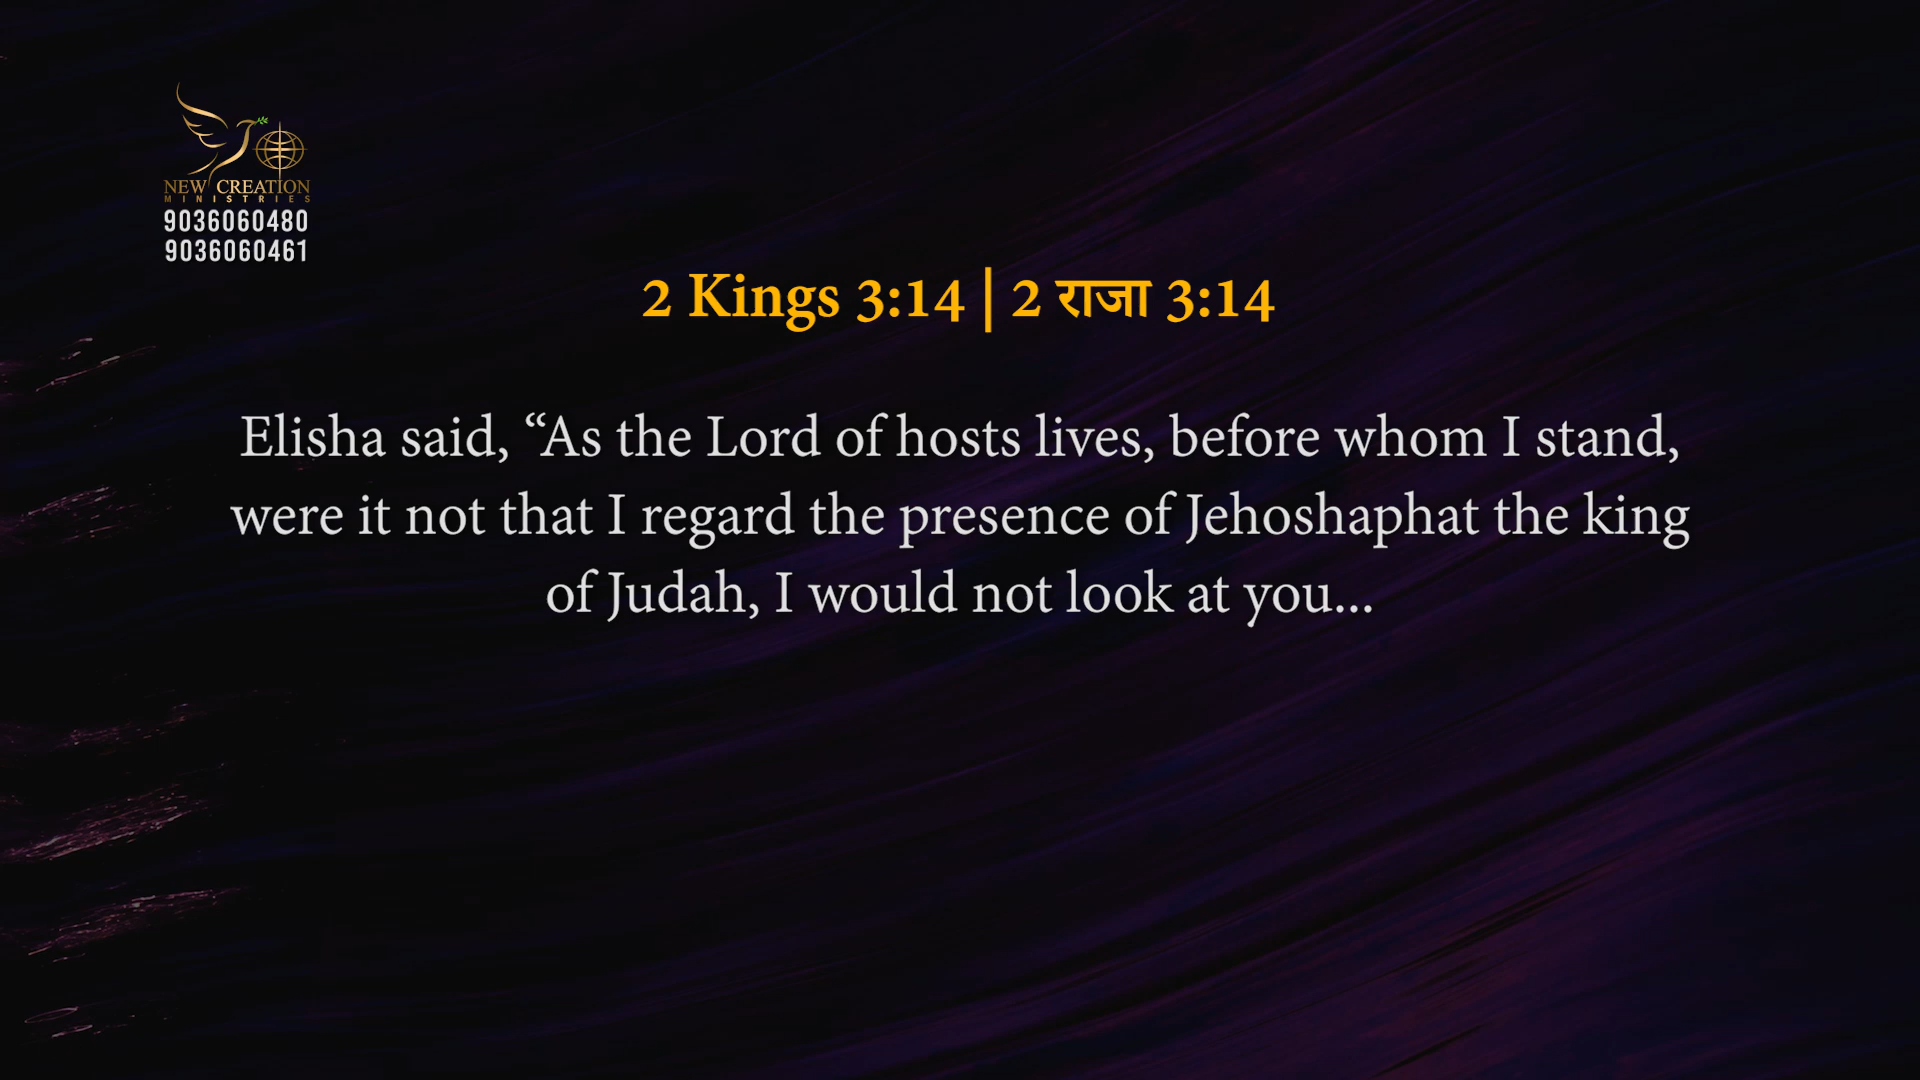 NEW CREATION
MINISTRIES
9036060480
9036060461
2 Kings 3:14 | 2 राजा 3:14
Elisha said, “As the Lord of hosts lives, before whom I stand,
were it not that I regard the presence of Jehoshaphat the king
of Judah, I would not look at you...